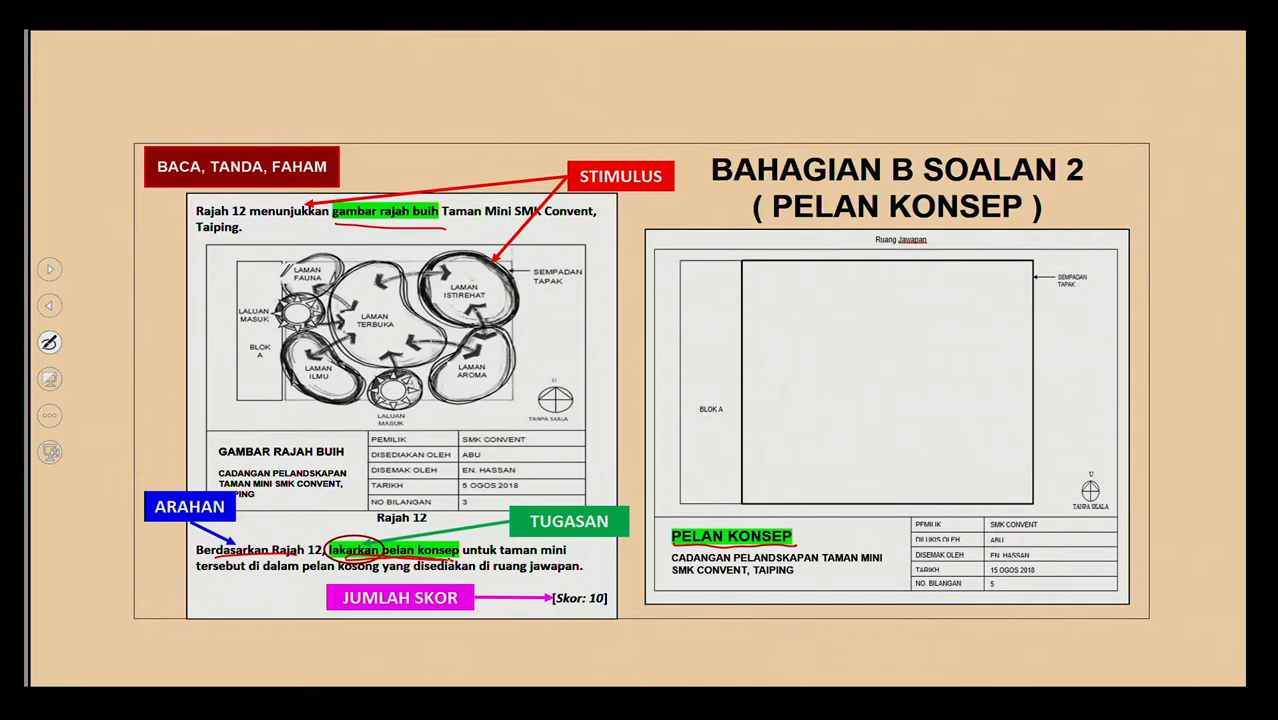 BACA, TANDA, FAHAM
STIMULUS
Rajah 12 menunjukkan gambar rajah buih Taman Mini SMK Convent,
Taiping.
LAMAN
FAUNA
LAMAN
ISTIREHAT
SEMPADAN
TAPAK
LALUAN
MASUK
LAMAN
TERBUKA
BLOK
A
LAMAN
ILMU
LAMAN
AROMA
LALUAN
MASUK
U
TANPA SKALA
GAMBAR RAJAH BUIH
CADANGAN PELANDSKAPAN
TAMAN MINI SMK CONVENT,
PING
PEMILIK SMK CONVENT
DISEDIAKAN OLEH ABU
DISEMAK OLEH EN. HASSAN
TARIKH 5 OGOS 2018
NO BILANGAN 3
Rajah 12
ARAHAN
TUGASAN
Berdasarkan Rajah 12, lakarkan pelan konsep untuk taman mini
tersebut di dalam pelan kosong yang disediakan di ruang jawapan.
JUMLAH SKOR
[Skor: 10]
BAHAGIAN B SOALAN 2
( PELAN KONSEP )
Ruang Jawapan
SEMPADAN
TAPAK
BLOK A
U
TANPA SKALA
PELAN KONSEP
CADANGAN PELANDSKAPAN TAMAN MINI
SMK CONVENT, TAIPING
PEMILIK SMK CONVENT
DILUKIS OLEH ABU
DISEMAK OLEH EN. HASSAN
TARIKH 15 OGOS 2018
NO. BILANGAN 5